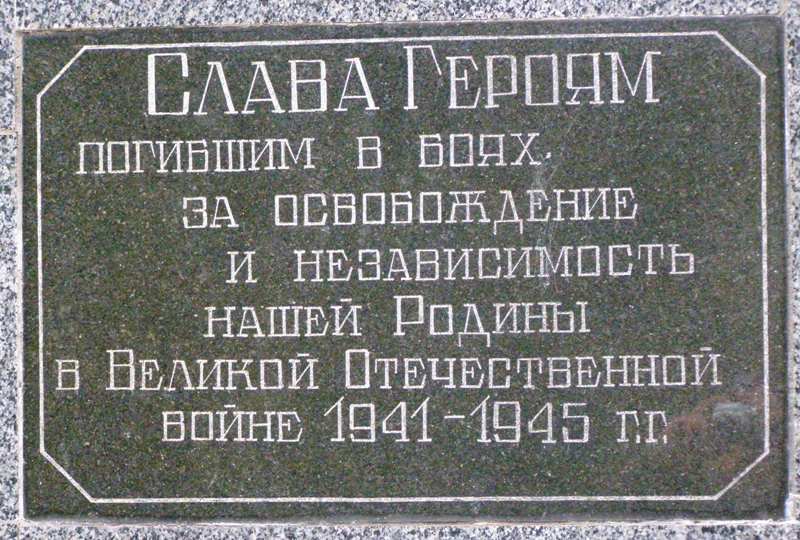 Слава Героям
погибшим в боях.
за освобождение
и независимость
нашей Родины
в Великой Отечественной
войне 1941-1945 г.г.